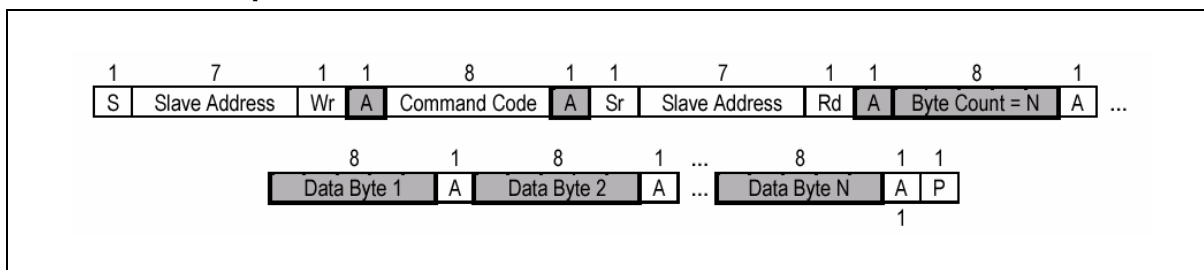 1 7 1 1 8 1 1 7 1 1 8 1
S Slave Address Wr A Command Code A Sr Slave Address Rd A Byte Count = N A ...
8 1 8 1 ... 8 1 1
Data Byte 1 A Data Byte 2 A ... Data Byte N A P
1